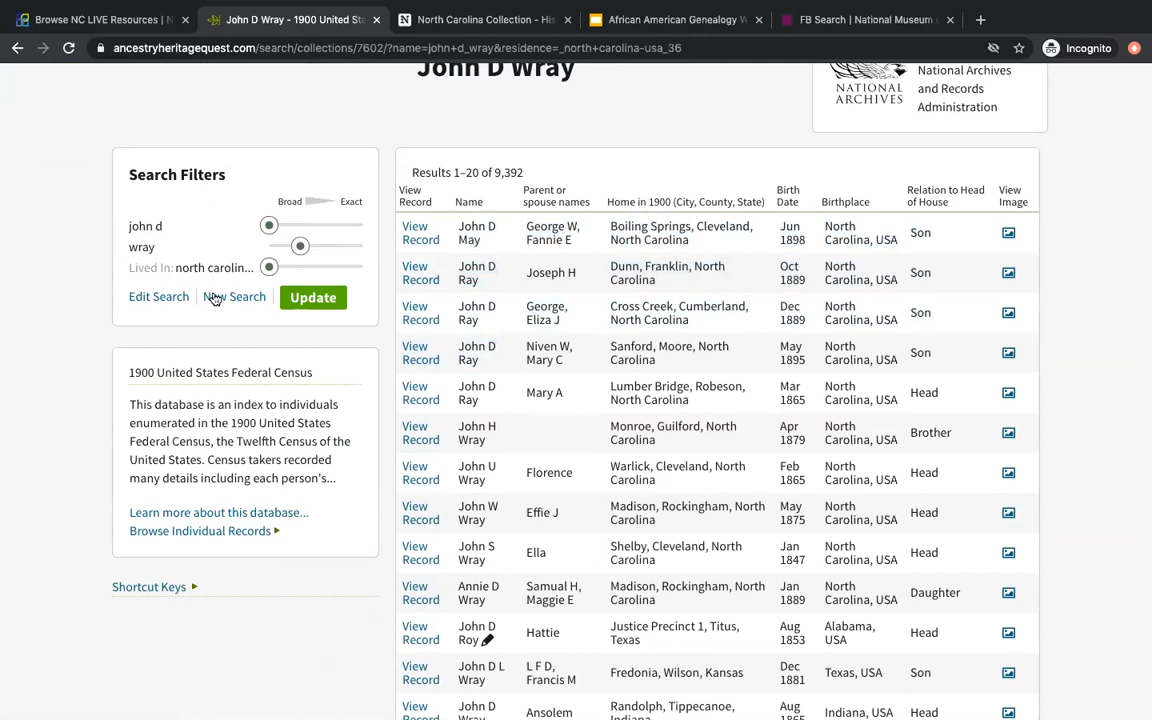 Browse NC LIVE Resources | N
John D Wray - 1900 United Sta
North Carolina Collection - His
African American Genealogy W
FB Search | National Museum
ancestryheritagequest.com/search/collections/7602/?name=john+d_wray&residence=_north+carolina-usa_36
Incognito
John D Wray
NATIONAL
ARCHIVES
National Archives
and Records
Administration
Search Filters
Broad Exact
john d
wray
Lived In: north carolin...
Edit Search New Search Update
1900 United States Federal Census
This database is an index to individuals
enumerated in the 1900 United States
Federal Census, the Twelfth Census of the
United States. Census takers recorded
many details including each person's...
Learn more about this database...
Browse Individual Records
Shortcut Keys
Results 1–20 of 9,392
View Record Name Parent or spouse names Home in 1900 (City, County, State) Birth Date Birthplace Relation to Head of House View Image
View Record John D May George W, Fannie E Boiling Springs, Cleveland, North Carolina Jun 1898 North Carolina, USA Son
View Record John D Ray Joseph H Dunn, Franklin, North Carolina Oct 1889 North Carolina, USA Son
View Record John D Ray George, Eliza J Cross Creek, Cumberland, North Carolina Dec 1889 North Carolina, USA Son
View Record John D Ray Niven W, Mary C Sanford, Moore, North Carolina May 1895 North Carolina, USA Son
View Record John D Ray Mary A Lumber Bridge, Robeson, North Carolina Mar 1865 North Carolina, USA Head
View Record John H Wray Monroe, Guilford, North Carolina Apr 1879 North Carolina, USA Brother
View Record John U Wray Florence Warlick, Cleveland, North Carolina Feb 1865 North Carolina, USA Head
View Record John W Wray Effie J Madison, Rockingham, North Carolina May 1875 North Carolina, USA Head
View Record John S Wray Ella Shelby, Cleveland, North Carolina Jan 1847 North Carolina, USA Head
View Record Annie D Wray Samual H, Maggie E Madison, Rockingham, North Carolina Jan 1889 North Carolina, USA Daughter
View Record John D Roy Hattie Justice Precinct 1, Titus, Texas Aug 1853 Alabama, USA Head
View Record John D L Wray L F D, Francis M Fredonia, Wilson, Kansas Dec 1881 Texas, USA Son
View Record John D Wray Ansolem Randolph, Tippecanoe, Indiana Aug 1865 Indiana, USA Head